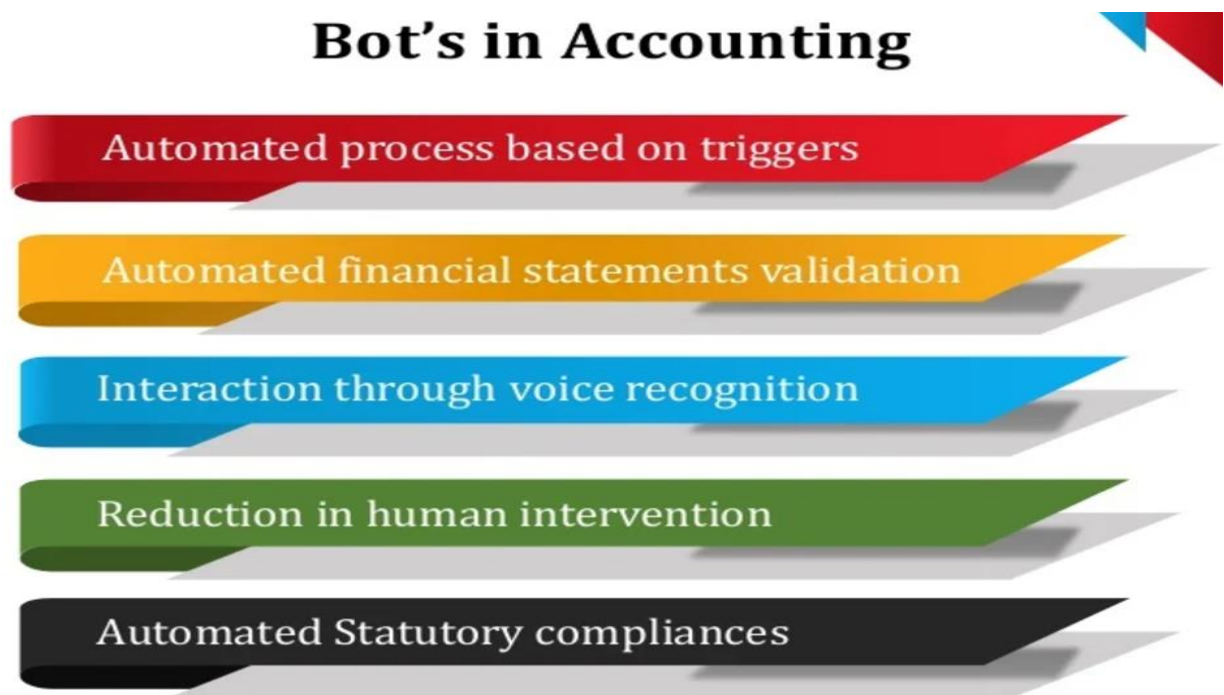 Bot's in Accounting
Automated process based on triggers
Automated financial statements validation
Interaction through voice recognition
Reduction in human intervention
Automated Statutory compliances